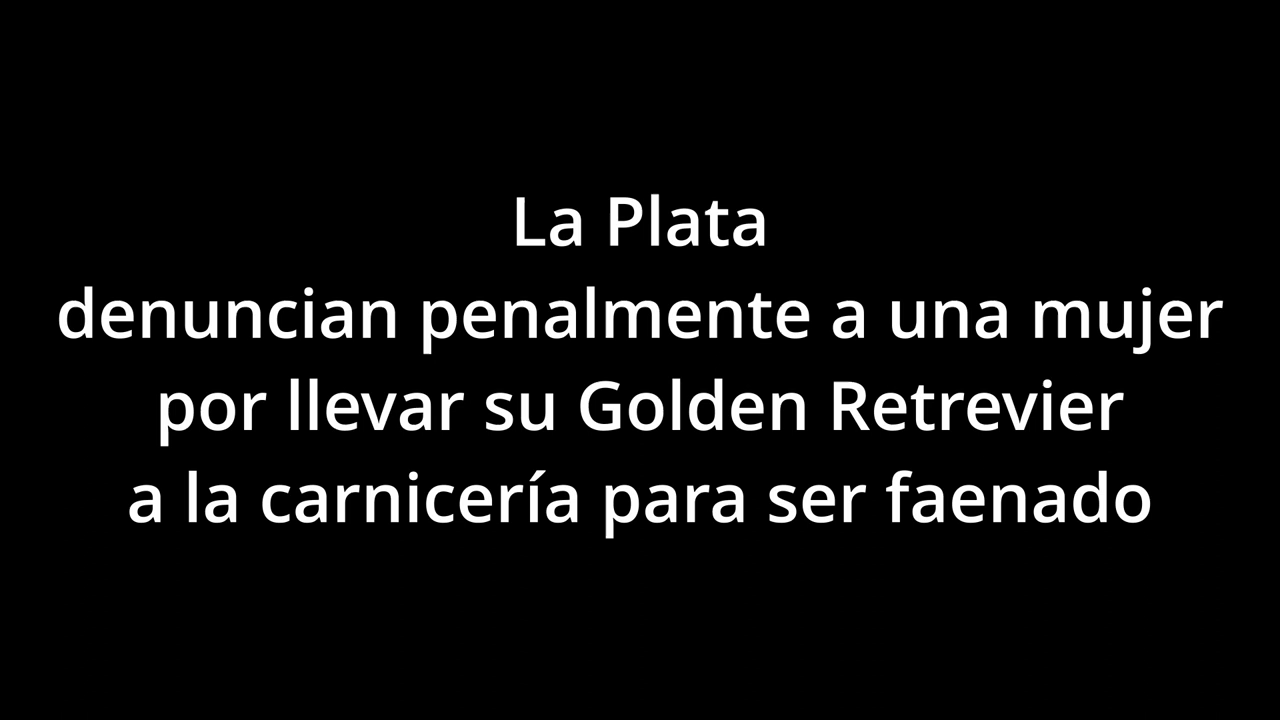 La Plata
denuncian penalmente a una mujer
por llevar su Golden Retrevier
a la carnicería para ser faenado